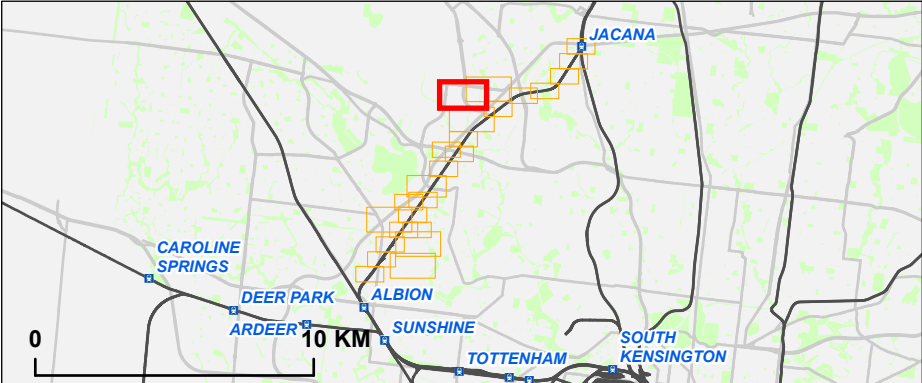 JACANA
CAROLINE
SPRINGS
DEER PARK
ALBION
ARDEER
0
10 KM
SUNSHINE
SOUTH
KENSINGTON
TOTTENHAM